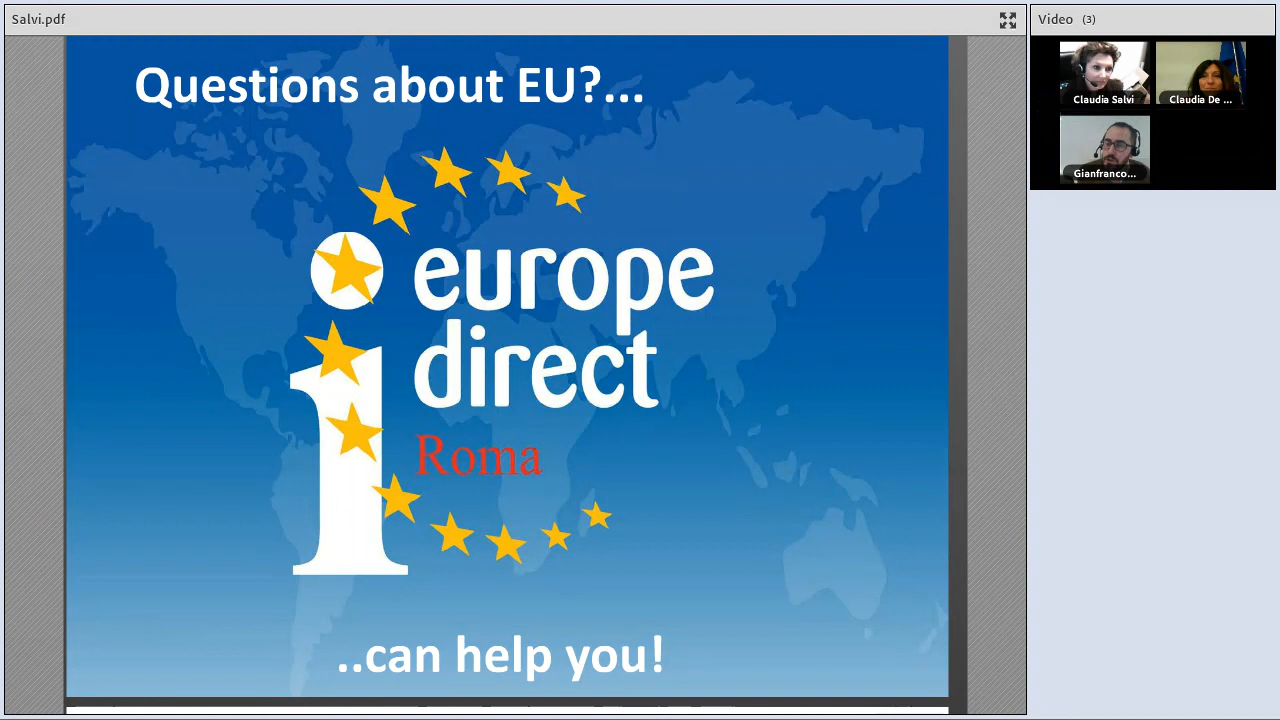 Salvi.pdf
Video (3)
Questions about EU?...
europe
direct
Roma
..can help you!
Claudia Salvi
Claudia De ...
Gianfranco...